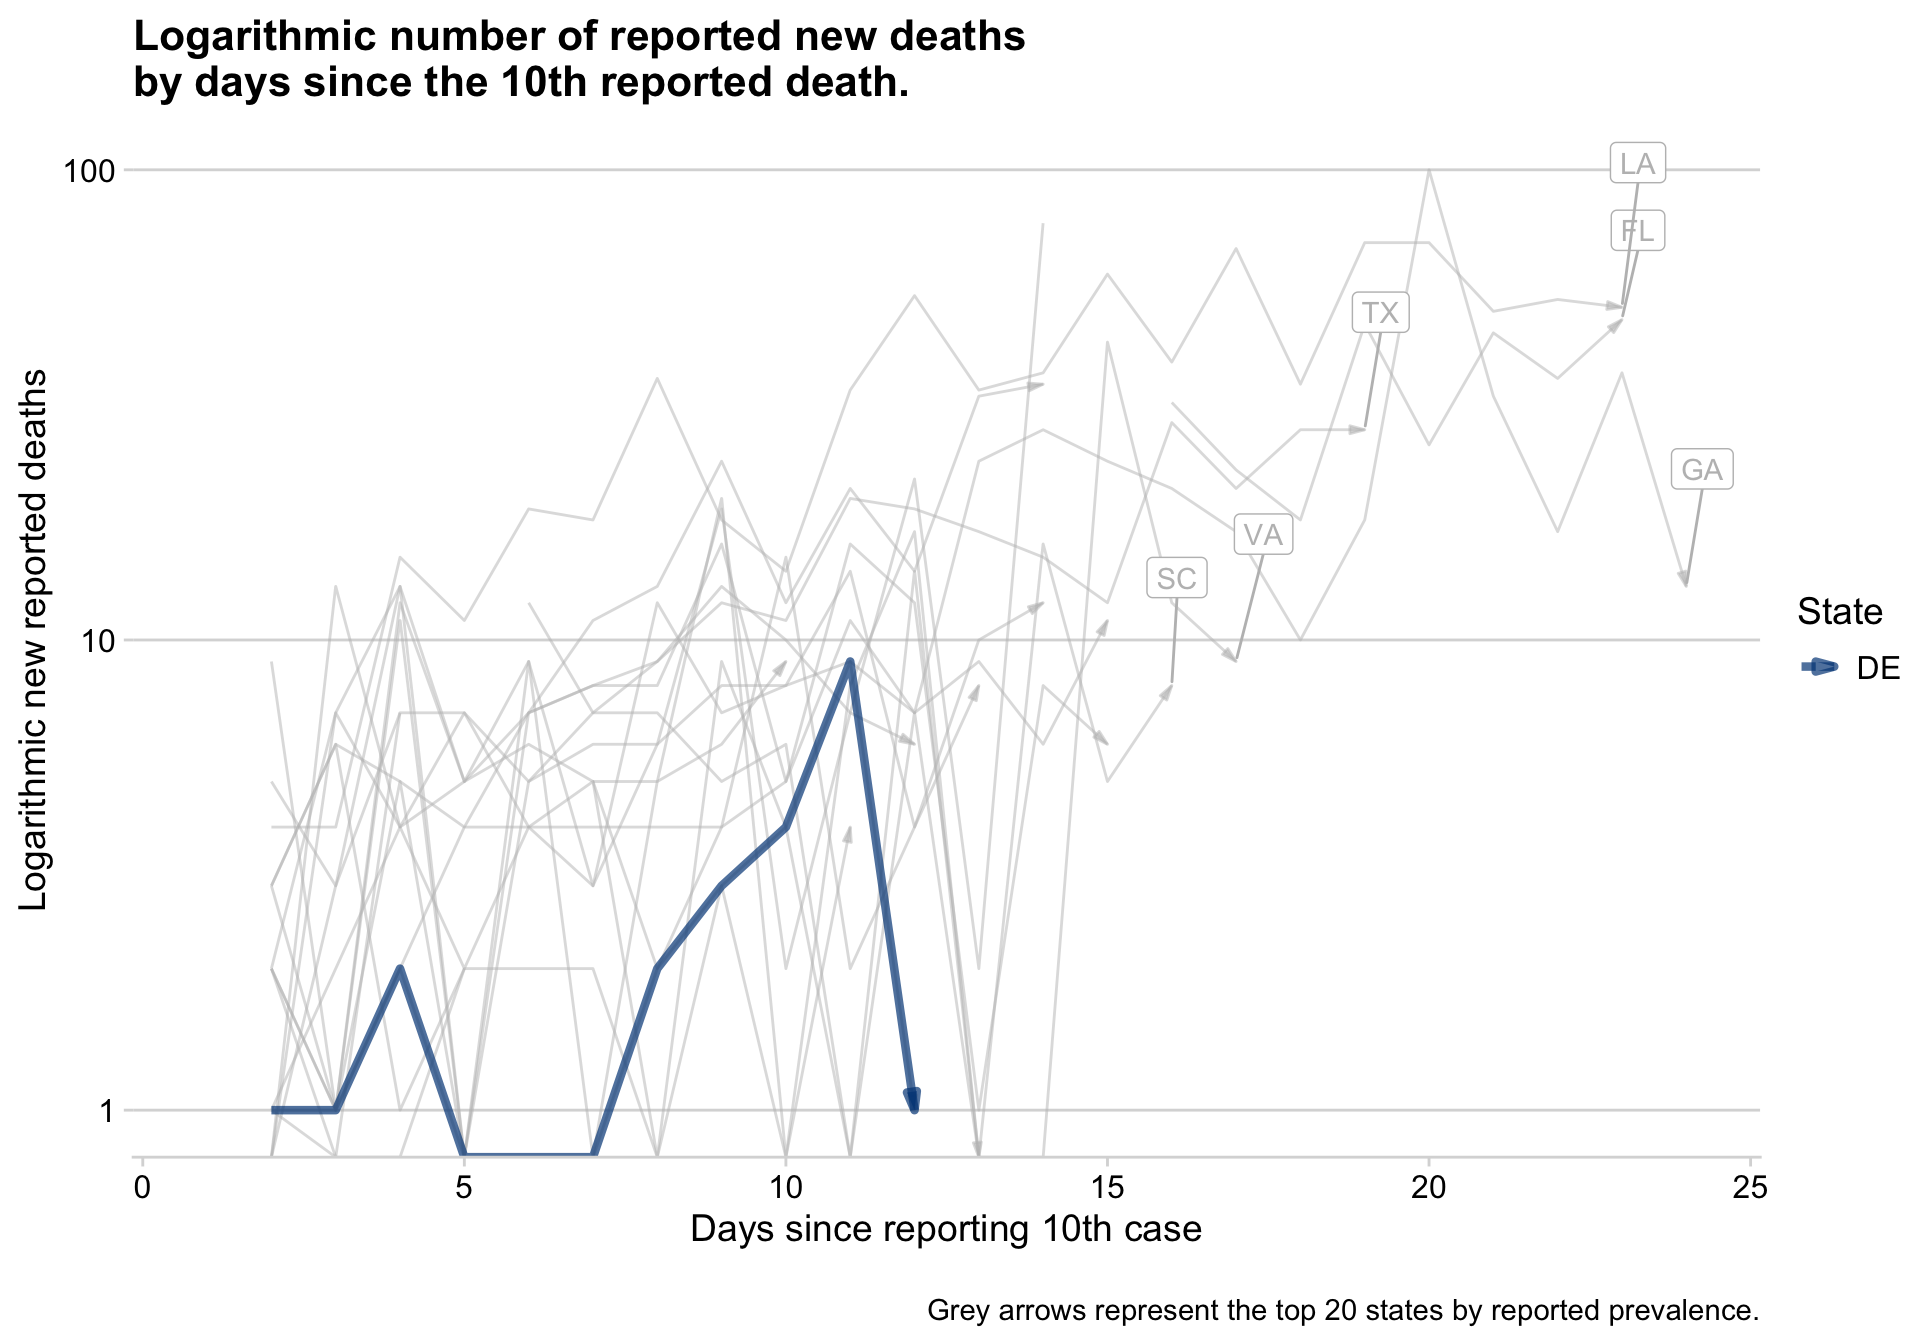 Logarithmic number of reported new deaths
by days since the 10th reported death.
100
LA
FL
TX
GA
VA
SC
10
1
Logarithmic new reported deaths
State
DE
0 5 10 15 20 25
Days since reporting 10th case
Grey arrows represent the top 20 states by reported prevalence.